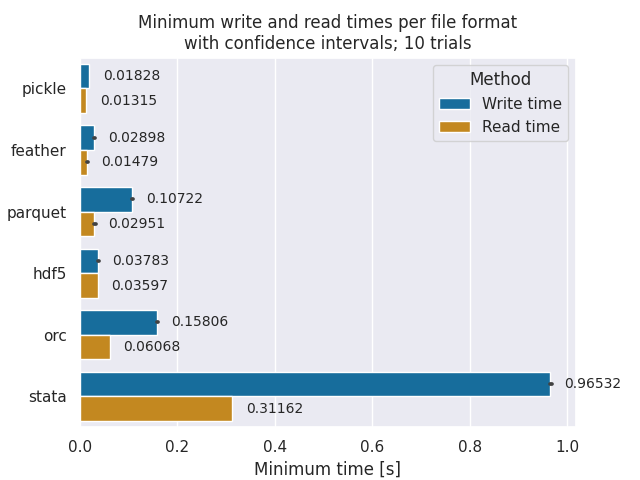 Minimum write and read times per file format
with confidence intervals; 10 trials
Method
Write time
Read time
pickle
0.01828
0.01315
feather
0.02898
0.01479
parquet
0.10722
0.02951
hdf5
0.03783
0.03597
orc
0.15806
0.06068
stata
0.96532
0.31162
0.0 0.2 0.4 0.6 0.8 1.0
Minimum time [s]